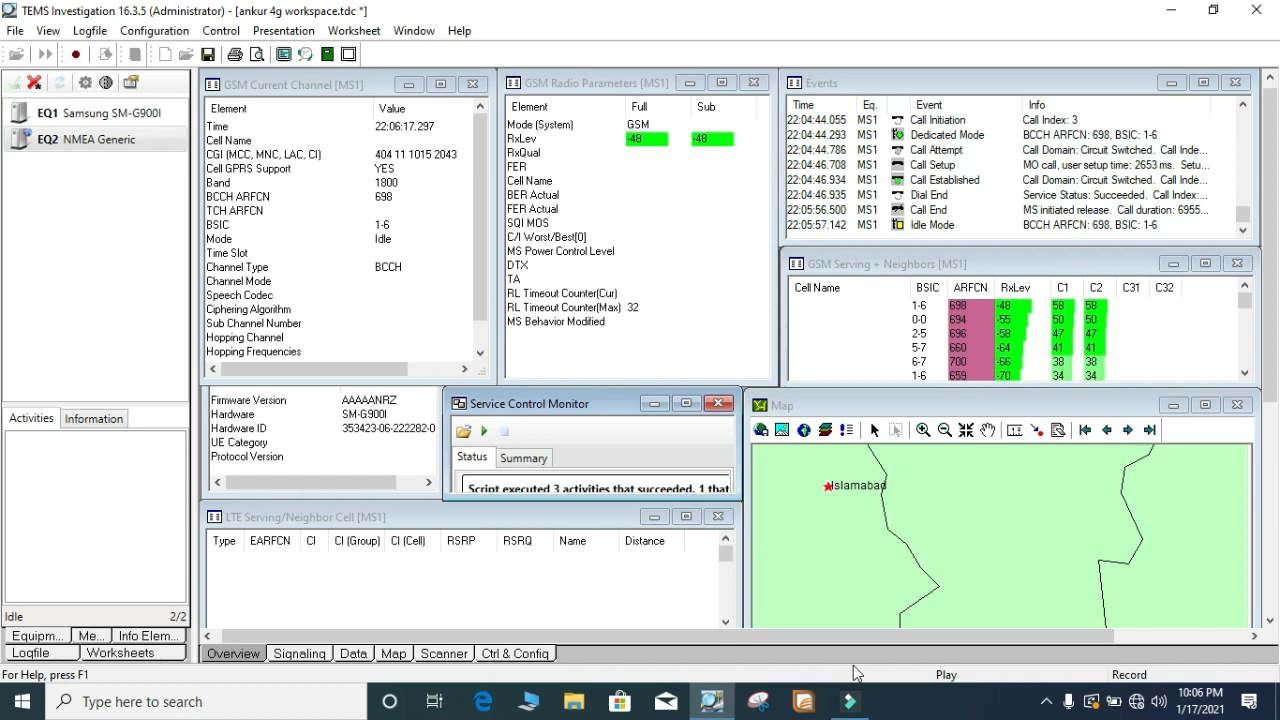 TEMS Investigation 16.3.5 (Administrator) - [ankur 4g workspace.tdc *]
File View Logfile Configuration Control Presentation Worksheet Window Help
EQ1 Samsung SM-G900I
EQ2 NMEA Generic
Activities Information
Idle 2/2
Equipm... Me... Info Elem...
Logfile Worksheets
GSM Current Channel [MS1]
Element Value
Time 22:06:17.297
Cell Name
CGI (MCC, MNC, LAC, CI) 404 11 1015 2043
Cell GPRS Support YES
Band 1800
BCCH ARFCN 698
TCH ARFCN
BSIC 1-6
Mode Idle
Time Slot
Channel Type BCCH
Channel Mode
Speech Codec
Ciphering Algorithm
Sub Channel Number
Hopping Channel
Hopping Frequencies
GSM Radio Parameters [MS1]
Element Full Sub
Mode (System) GSM
RxLev -48 -48
RxQual
FER
Cell Name
BER Actual
FER Actual
SQI MOS
C/I Worst/Best[0]
MS Power Control Level
DTX
TA
RL Timeout Counter(Cur)
RL Timeout Counter(Max) 32
MS Behavior Modified
Events
Time Eq. Event Info
22:04:44.055 MS1 Call Initiation Call Index: 3
22:04:44.293 MS1 Dedicated Mode BCCH ARFCN: 698, BSIC: 1-6
22:04:44.786 MS1 Call Attempt Call Domain: Circuit Switched. Call Inde...
22:04:46.708 MS1 Call Setup MO call, user setup time: 2653 ms. Setu...
22:04:46.934 MS1 Call Established Call Domain: Circuit Switched. Call Inde...
22:04:46.935 MS1 Dial End Service Status: Succeeded. Call Index:...
22:05:56.500 MS1 Call End MS initiated release. Call duration: 6955...
22:05:57.142 MS1 Idle Mode BCCH ARFCN: 698, BSIC: 1-6
GSM Serving + Neighbors [MS1]
Cell Name BSIC ARFCN RxLev C1 C2 C31 C32
1-6 698 -48 58 58
0-0 694 -55 50 50
2-5 696 -58 47 47
5-7 660 -64 41 41
6-7 700 -66 38 38
1-6 659 -70 34 34
Firmware Version AAAAANRZ
Hardware SM-G900I
Hardware ID 353423-06-222282-0
UE Category
Protocol Version
Service Control Monitor
Status Summary
Script executed 3 activities that succeeded, 1 that
Map
Islamabad
LTE Serving/Neighbor Cell [MS1]
Type EARFCN CI CI (Group) CI (Cell) RSRP RSRQ Name Distance
Overview Signaling Data Map Scanner Ctrl & Config
For Help, press F1 Play Record
Type here to search
10:06 PM
1/17/2021